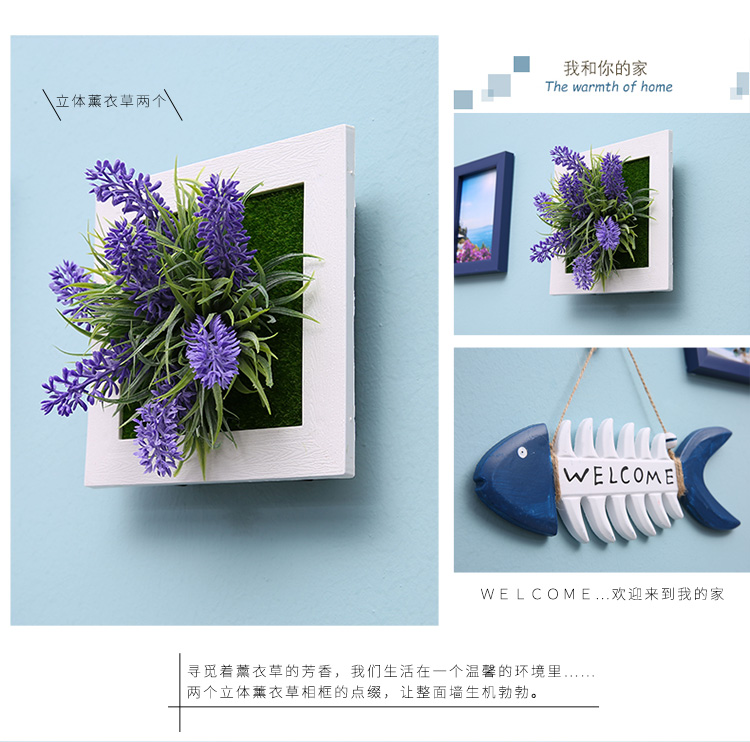 立体薰衣草两个
我和你的家
The warmth of home
WELCOME
WELCOME...欢迎来到我的家
寻觅着薰衣草的芳香，我们生活在一个温馨的环境里……
两个立体薰衣草相框的点缀，让整面墙生机勃勃。